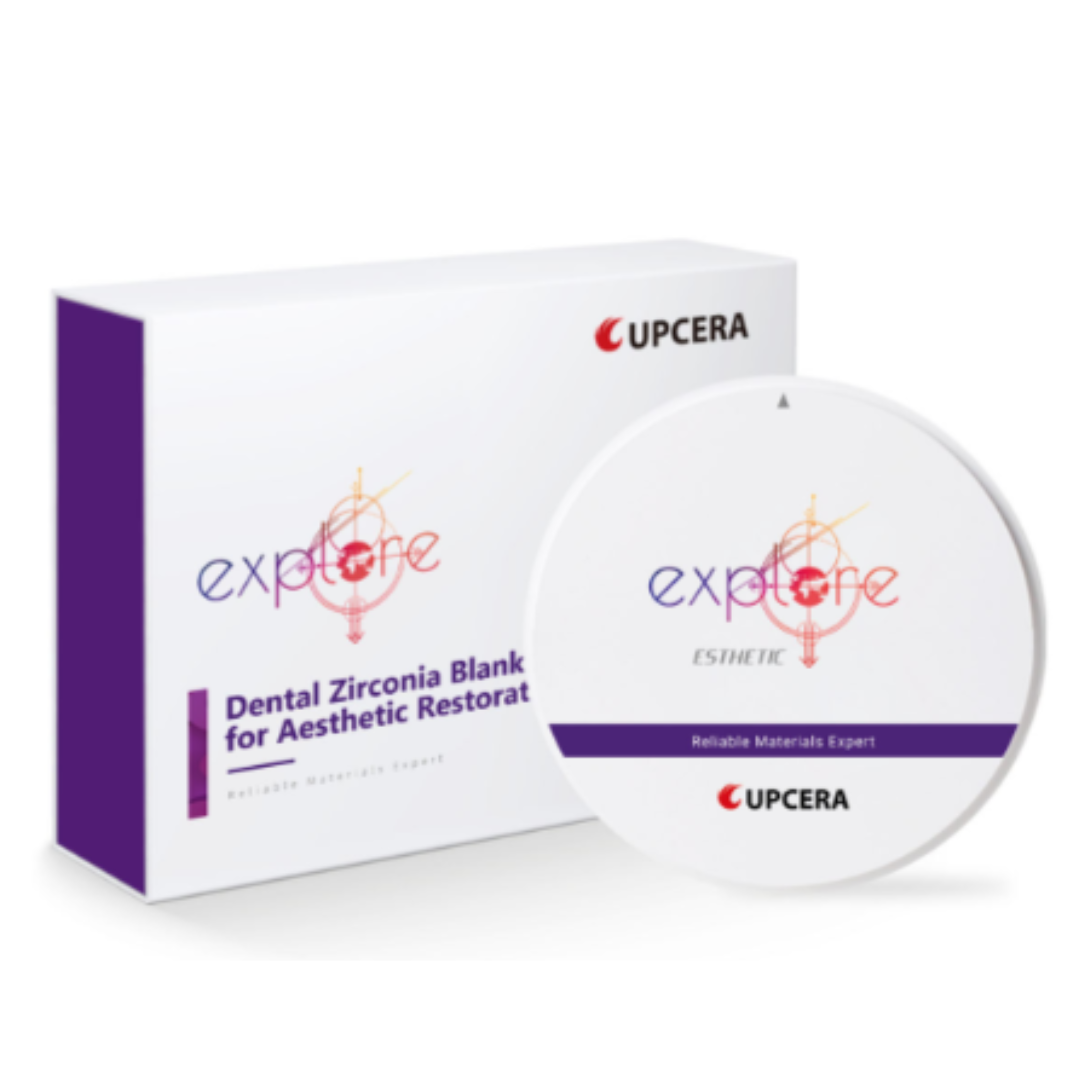 UPCERA
explore
Dental Zirconia Blank
for Aesthetic Restorat
Reliable Materials Expert
explore
ESTHETIC
Reliable Materials Expert
UPCERA